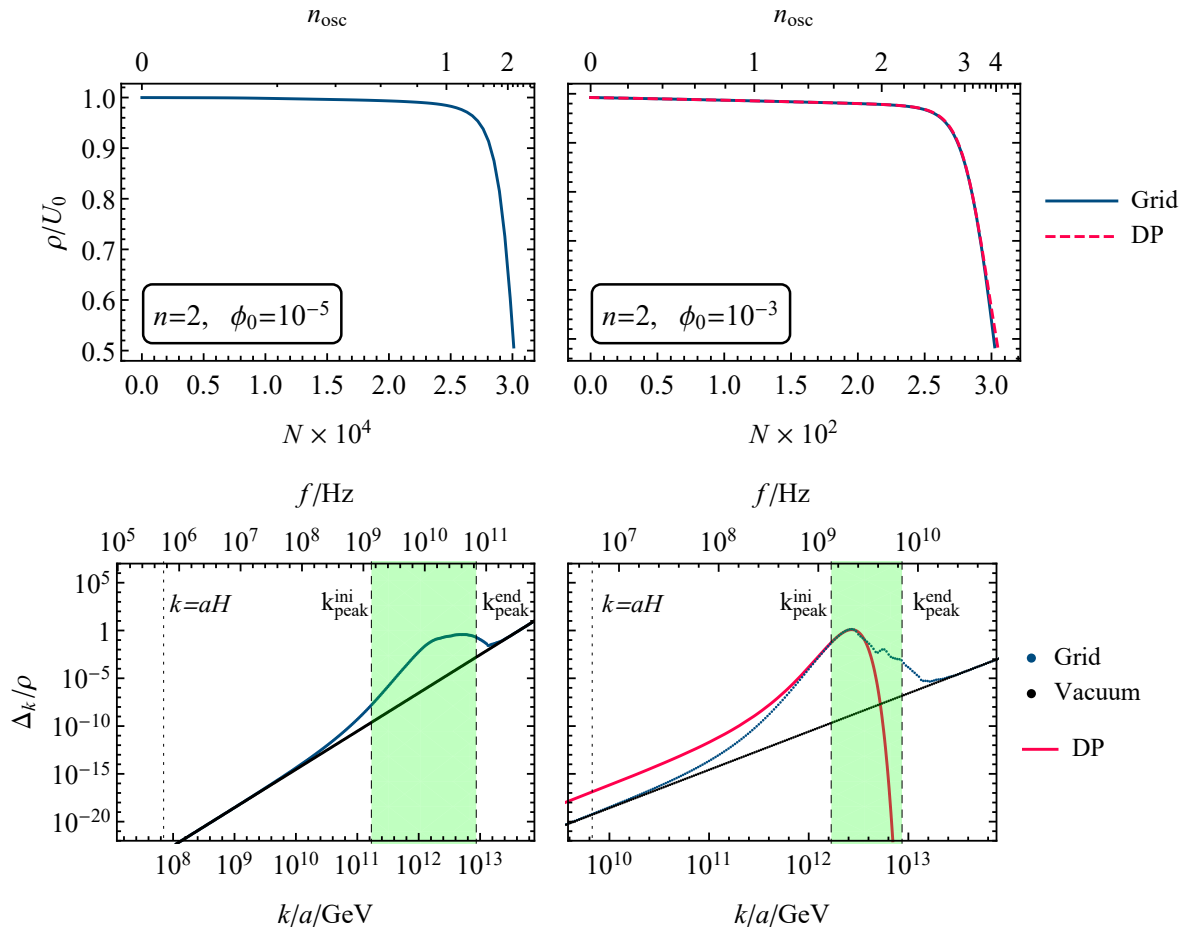 n_osc n_osc
0 1 2 0 1 2 3 4
ρ/U_0
1.0
0.9
0.8
0.7
0.6
0.5
n=2, ϕ_0=10^{-5}
n=2, ϕ_0=10^{-3}
Grid
DP
0.0 0.5 1.0 1.5 2.0 2.5 3.0 0.0 0.5 1.0 1.5 2.0 2.5 3.0
N × 10^4 N × 10^2
f/Hz f/Hz
10^5 10^6 10^7 10^8 10^9 10^{10} 10^{11} 10^7 10^8 10^9 10^{10}
Δ_k/ρ
10^5
1
10^{-5}
10^{-10}
10^{-15}
10^{-20}
k=aH k_peak^ini k_peak^end
k=aH k_peak^ini k_peak^end
Grid
Vacuum
DP
10^8 10^9 10^{10} 10^{11} 10^{12} 10^{13} 10^{10} 10^{11} 10^{12} 10^{13}
k/a/GeV k/a/GeV